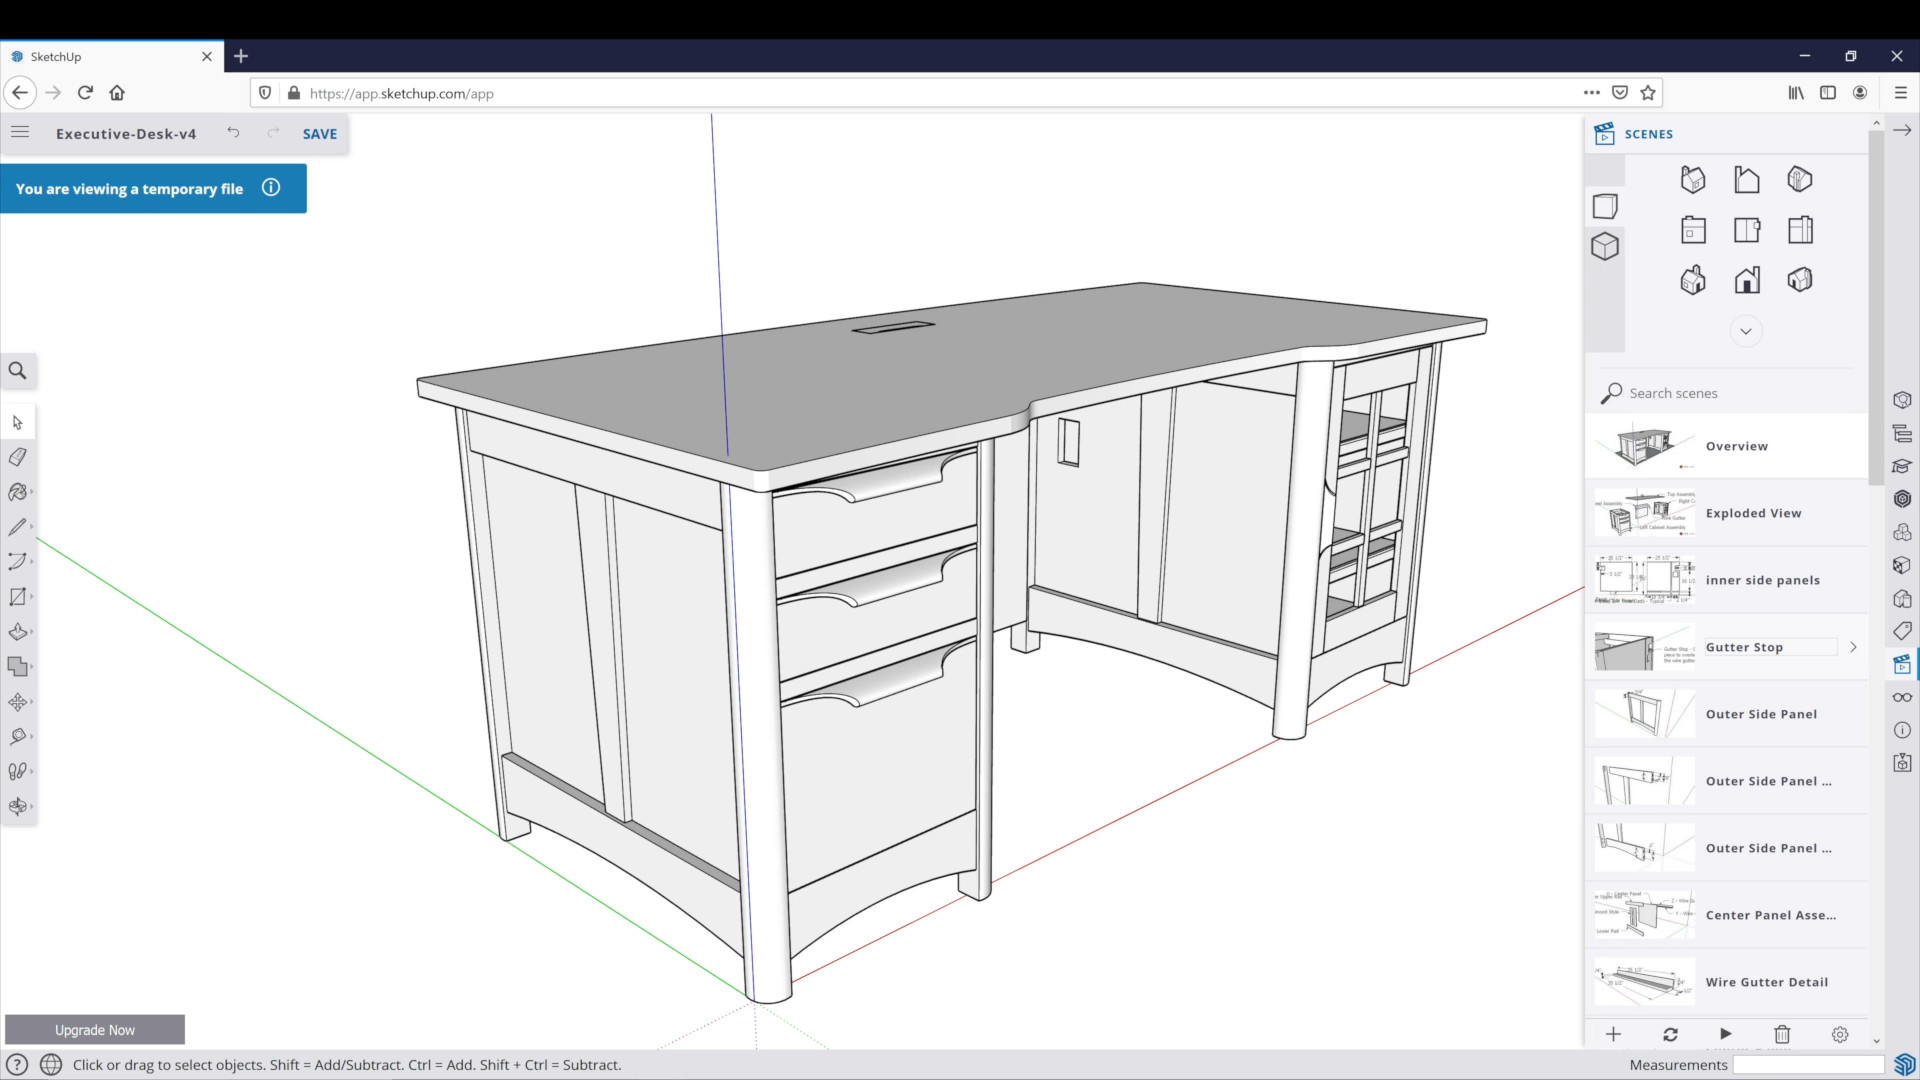 SketchUp
https://app.sketchup.com/app
Executive-Desk-v4
SAVE
You are viewing a temporary file
SCENES
Search scenes
Overview
Exploded View
inner side panels
Gutter Stop
Outer Side Panel
Outer Side Panel ...
Outer Side Panel ...
Center Panel Asse...
Wire Gutter Detail
Upgrade Now
Click or drag to select objects. Shift = Add/Subtract. Ctrl = Add. Shift + Ctrl = Subtract.
Measurements